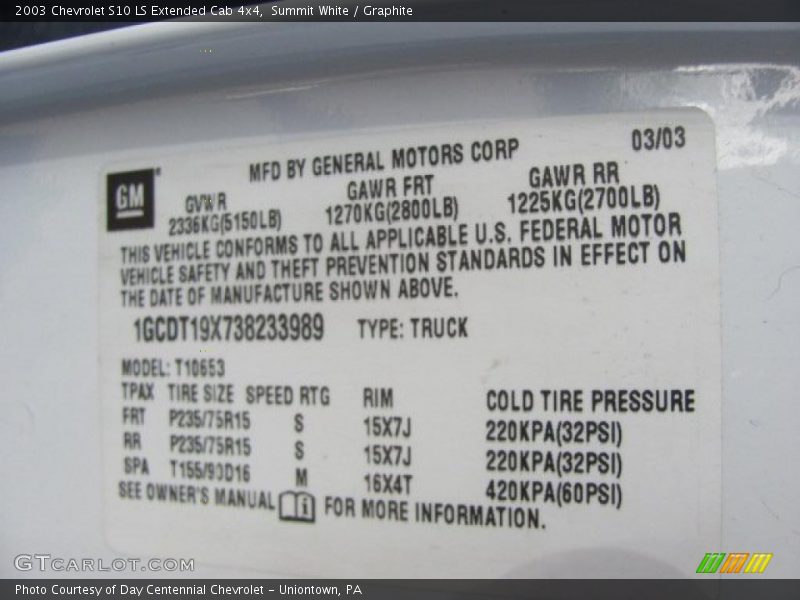 2003 Chevrolet S10 LS Extended Cab 4x4, Summit White / Graphite
MFD BY GENERAL MOTORS CORP 03/03
GM
GVWR GAWR FRT GAWR RR
2336KG(5150LB) 1270KG(2800LB) 1225KG(2700LB)
THIS VEHICLE CONFORMS TO ALL APPLICABLE U.S. FEDERAL MOTOR
VEHICLE SAFETY AND THEFT PREVENTION STANDARDS IN EFFECT ON
THE DATE OF MANUFACTURE SHOWN ABOVE.
1GCDT19X738233989 TYPE: TRUCK
MODEL: T10653
TPAX TIRE SIZE SPEED RTG RIM COLD TIRE PRESSURE
FRT P235/75R15 S 15X7J 220KPA(32PSI)
RR P235/75R15 S 15X7J 220KPA(32PSI)
SPA T155/90D16 M 16X4T 420KPA(60PSI)
SEE OWNER'S MANUAL i FOR MORE INFORMATION.
GTCARLOT.COM
Photo Courtesy of Day Centennial Chevrolet - Uniontown, PA